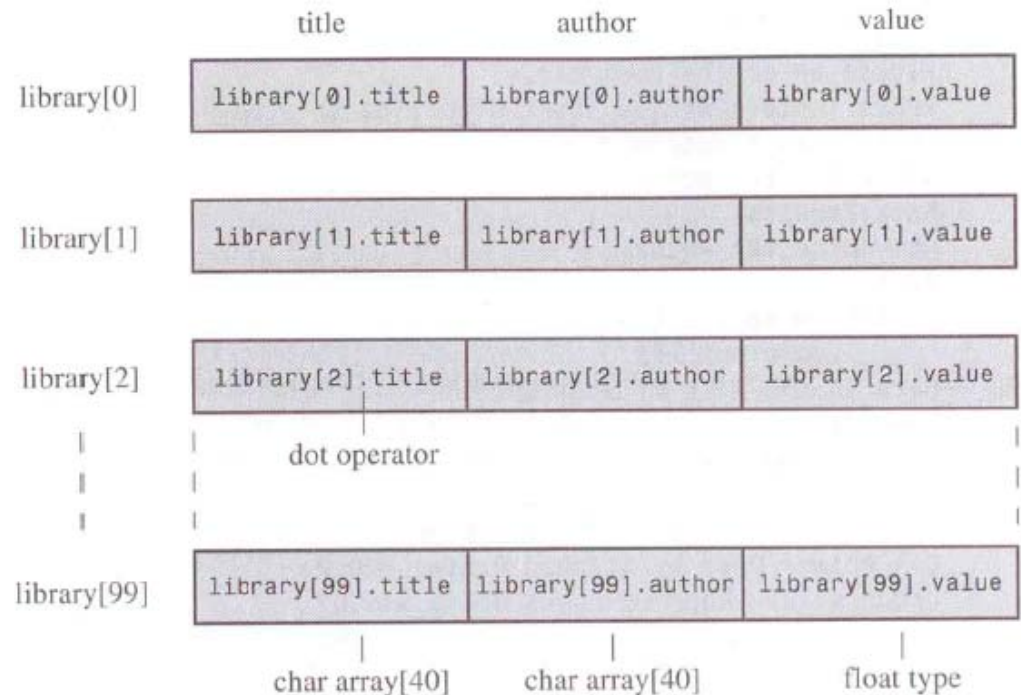 title author value
library[0] library[0].title library[0].author library[0].value
library[1] library[1].title library[1].author library[1].value
library[2] library[2].title library[2].author library[2].value
dot operator
library[99] library[99].title library[99].author library[99].value
char array[40] char array[40] float type